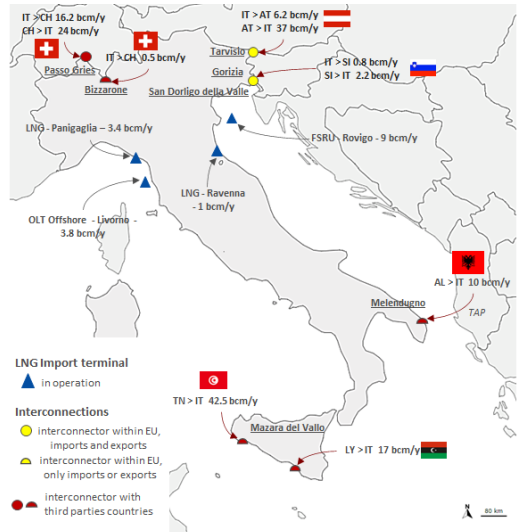 IT > CH 16.2 bcm/y
CH > IT 24 bcm/y
IT > CH 0.5 bcm/y
Passo Gries
Bizzarone
IT > AT 6.2 bcm/y
AT > IT 37 bcm/y
Tarvisio
IT > SI 0.8 bcm/y
SI > IT 2.2 bcm/y
Gorizia
San Dorligo della Valle
LNG - Panigaglia – 3.4 bcm/y
FSRU - Rovigo - 9 bcm/y
LNG - Ravenna
- 1 bcm/y
OLT Offshore - Livorno -
3.8 bcm/y
AL > IT 10 bcm/y
Melendugno
TAP
LNG Import terminal
in operation
TN > IT 42.5 bcm/y
Interconnections
Mazara del Vallo
interconnector within EU,
imports and exports
LY > IT 17 bcm/y
interconnector within EU,
only imports or exports
interconnector with
third parties countries
N
80 km